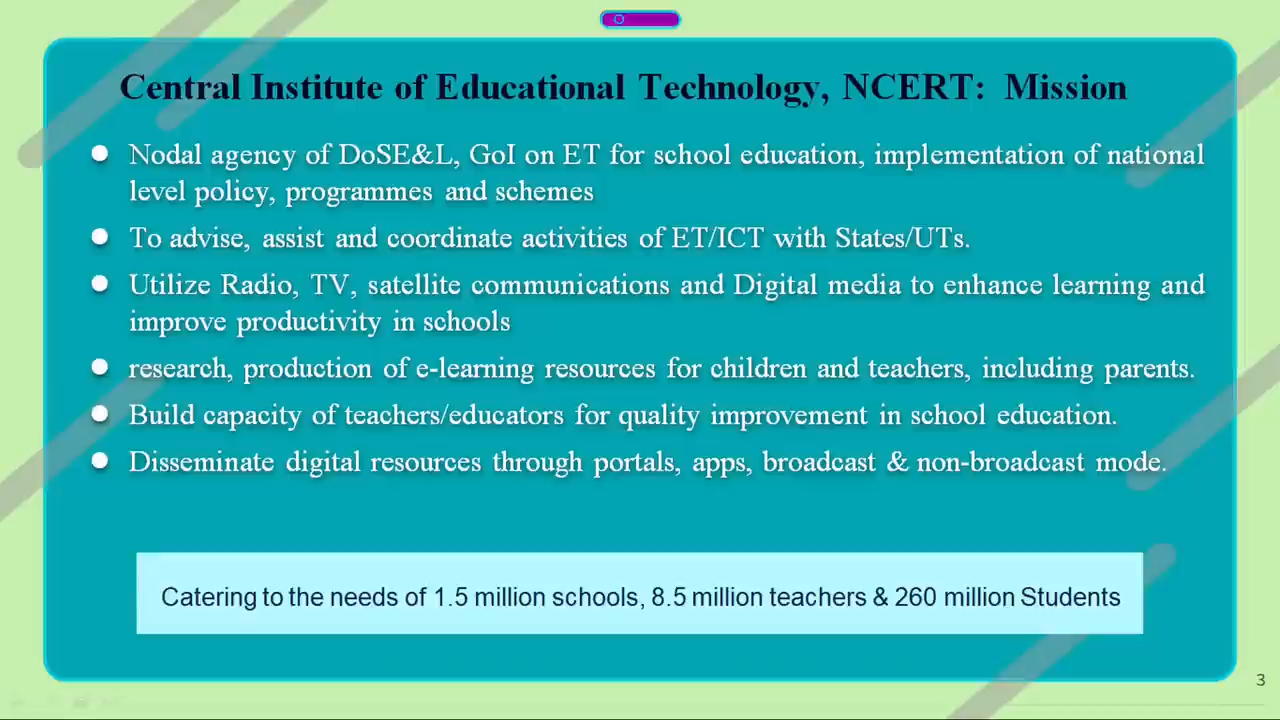 Central Institute of Educational Technology, NCERT: Mission
● Nodal agency of DoSE&L, GoI on ET for school education, implementation of national
level policy, programmes and schemes
● To advise, assist and coordinate activities of ET/ICT with States/UTs.
● Utilize Radio, TV, satellite communications and Digital media to enhance learning and
improve productivity in schools
● research, production of e-learning resources for children and teachers, including parents.
● Build capacity of teachers/educators for quality improvement in school education.
● Disseminate digital resources through portals, apps, broadcast & non-broadcast mode.
Catering to the needs of 1.5 million schools, 8.5 million teachers & 260 million Students
3